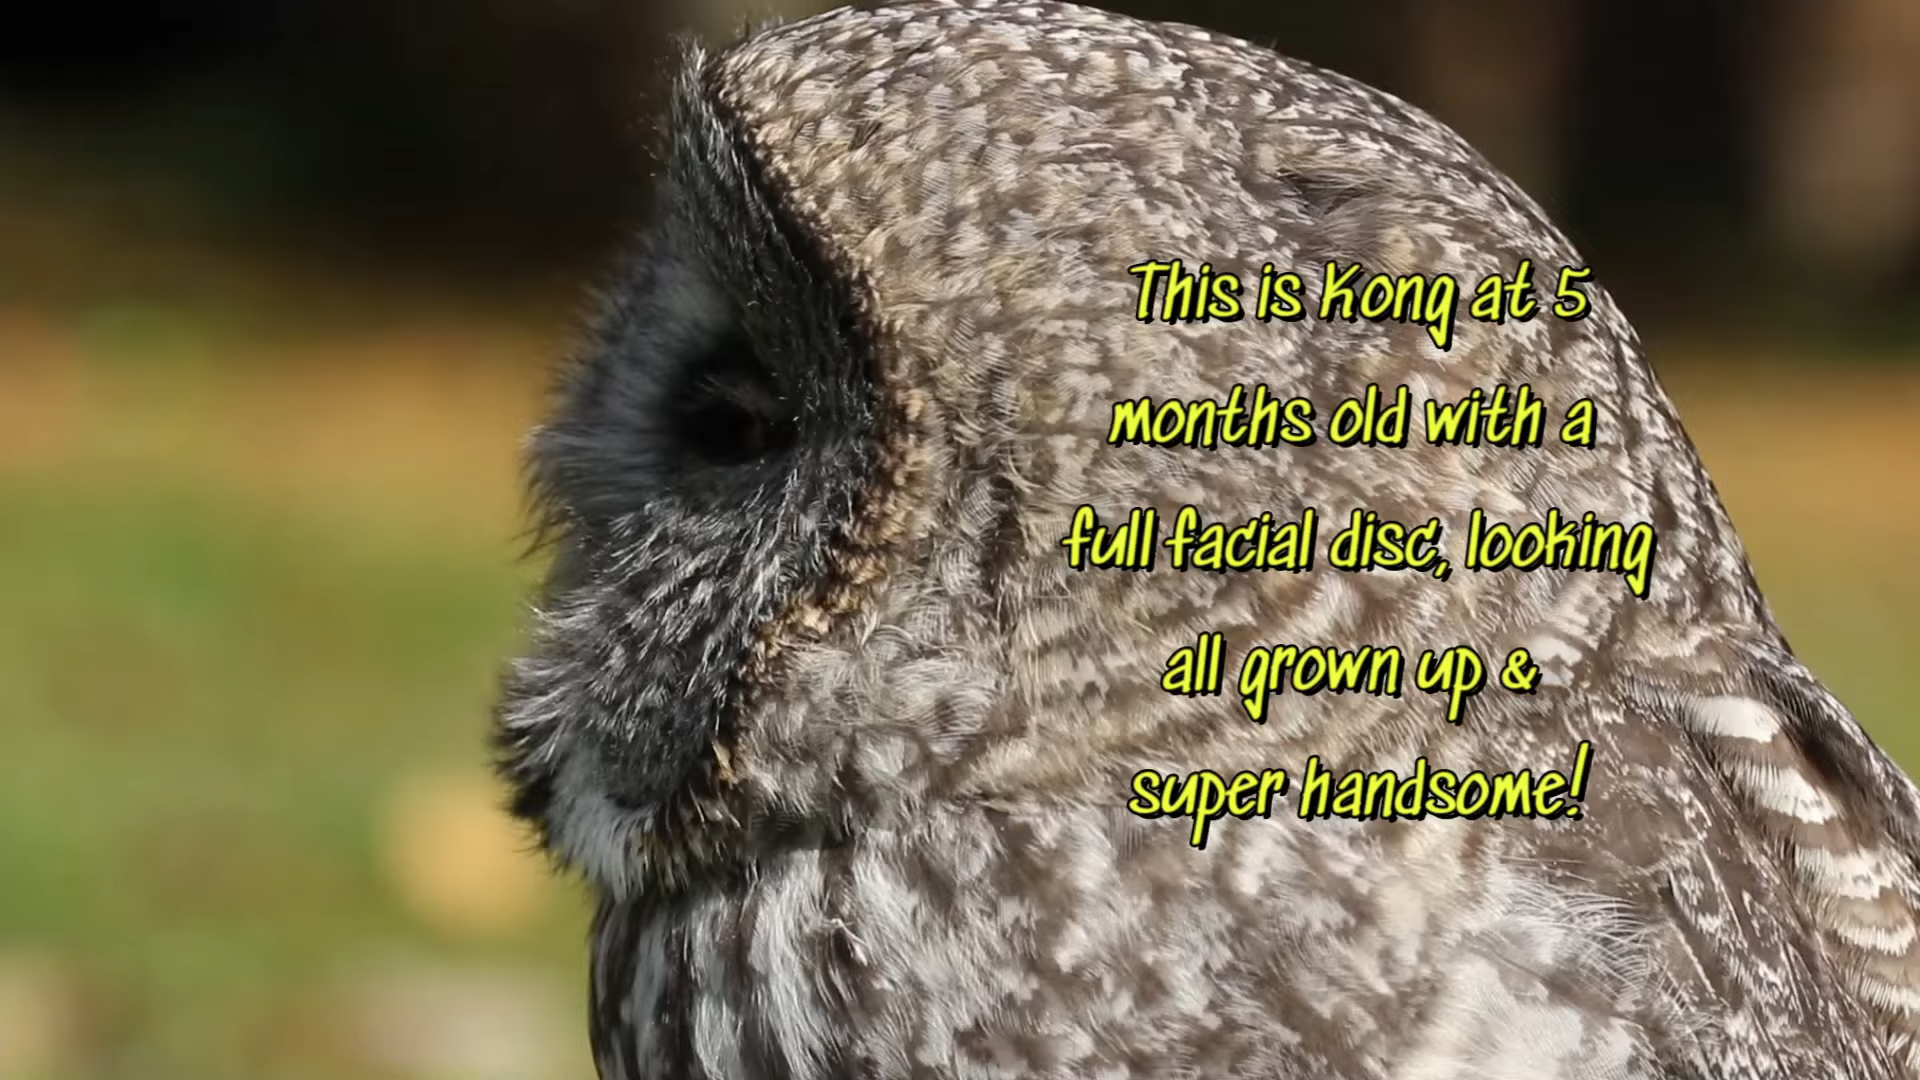 This is Kong at 5
months old with a
full facial disc, looking
all grown up &
super handsome!